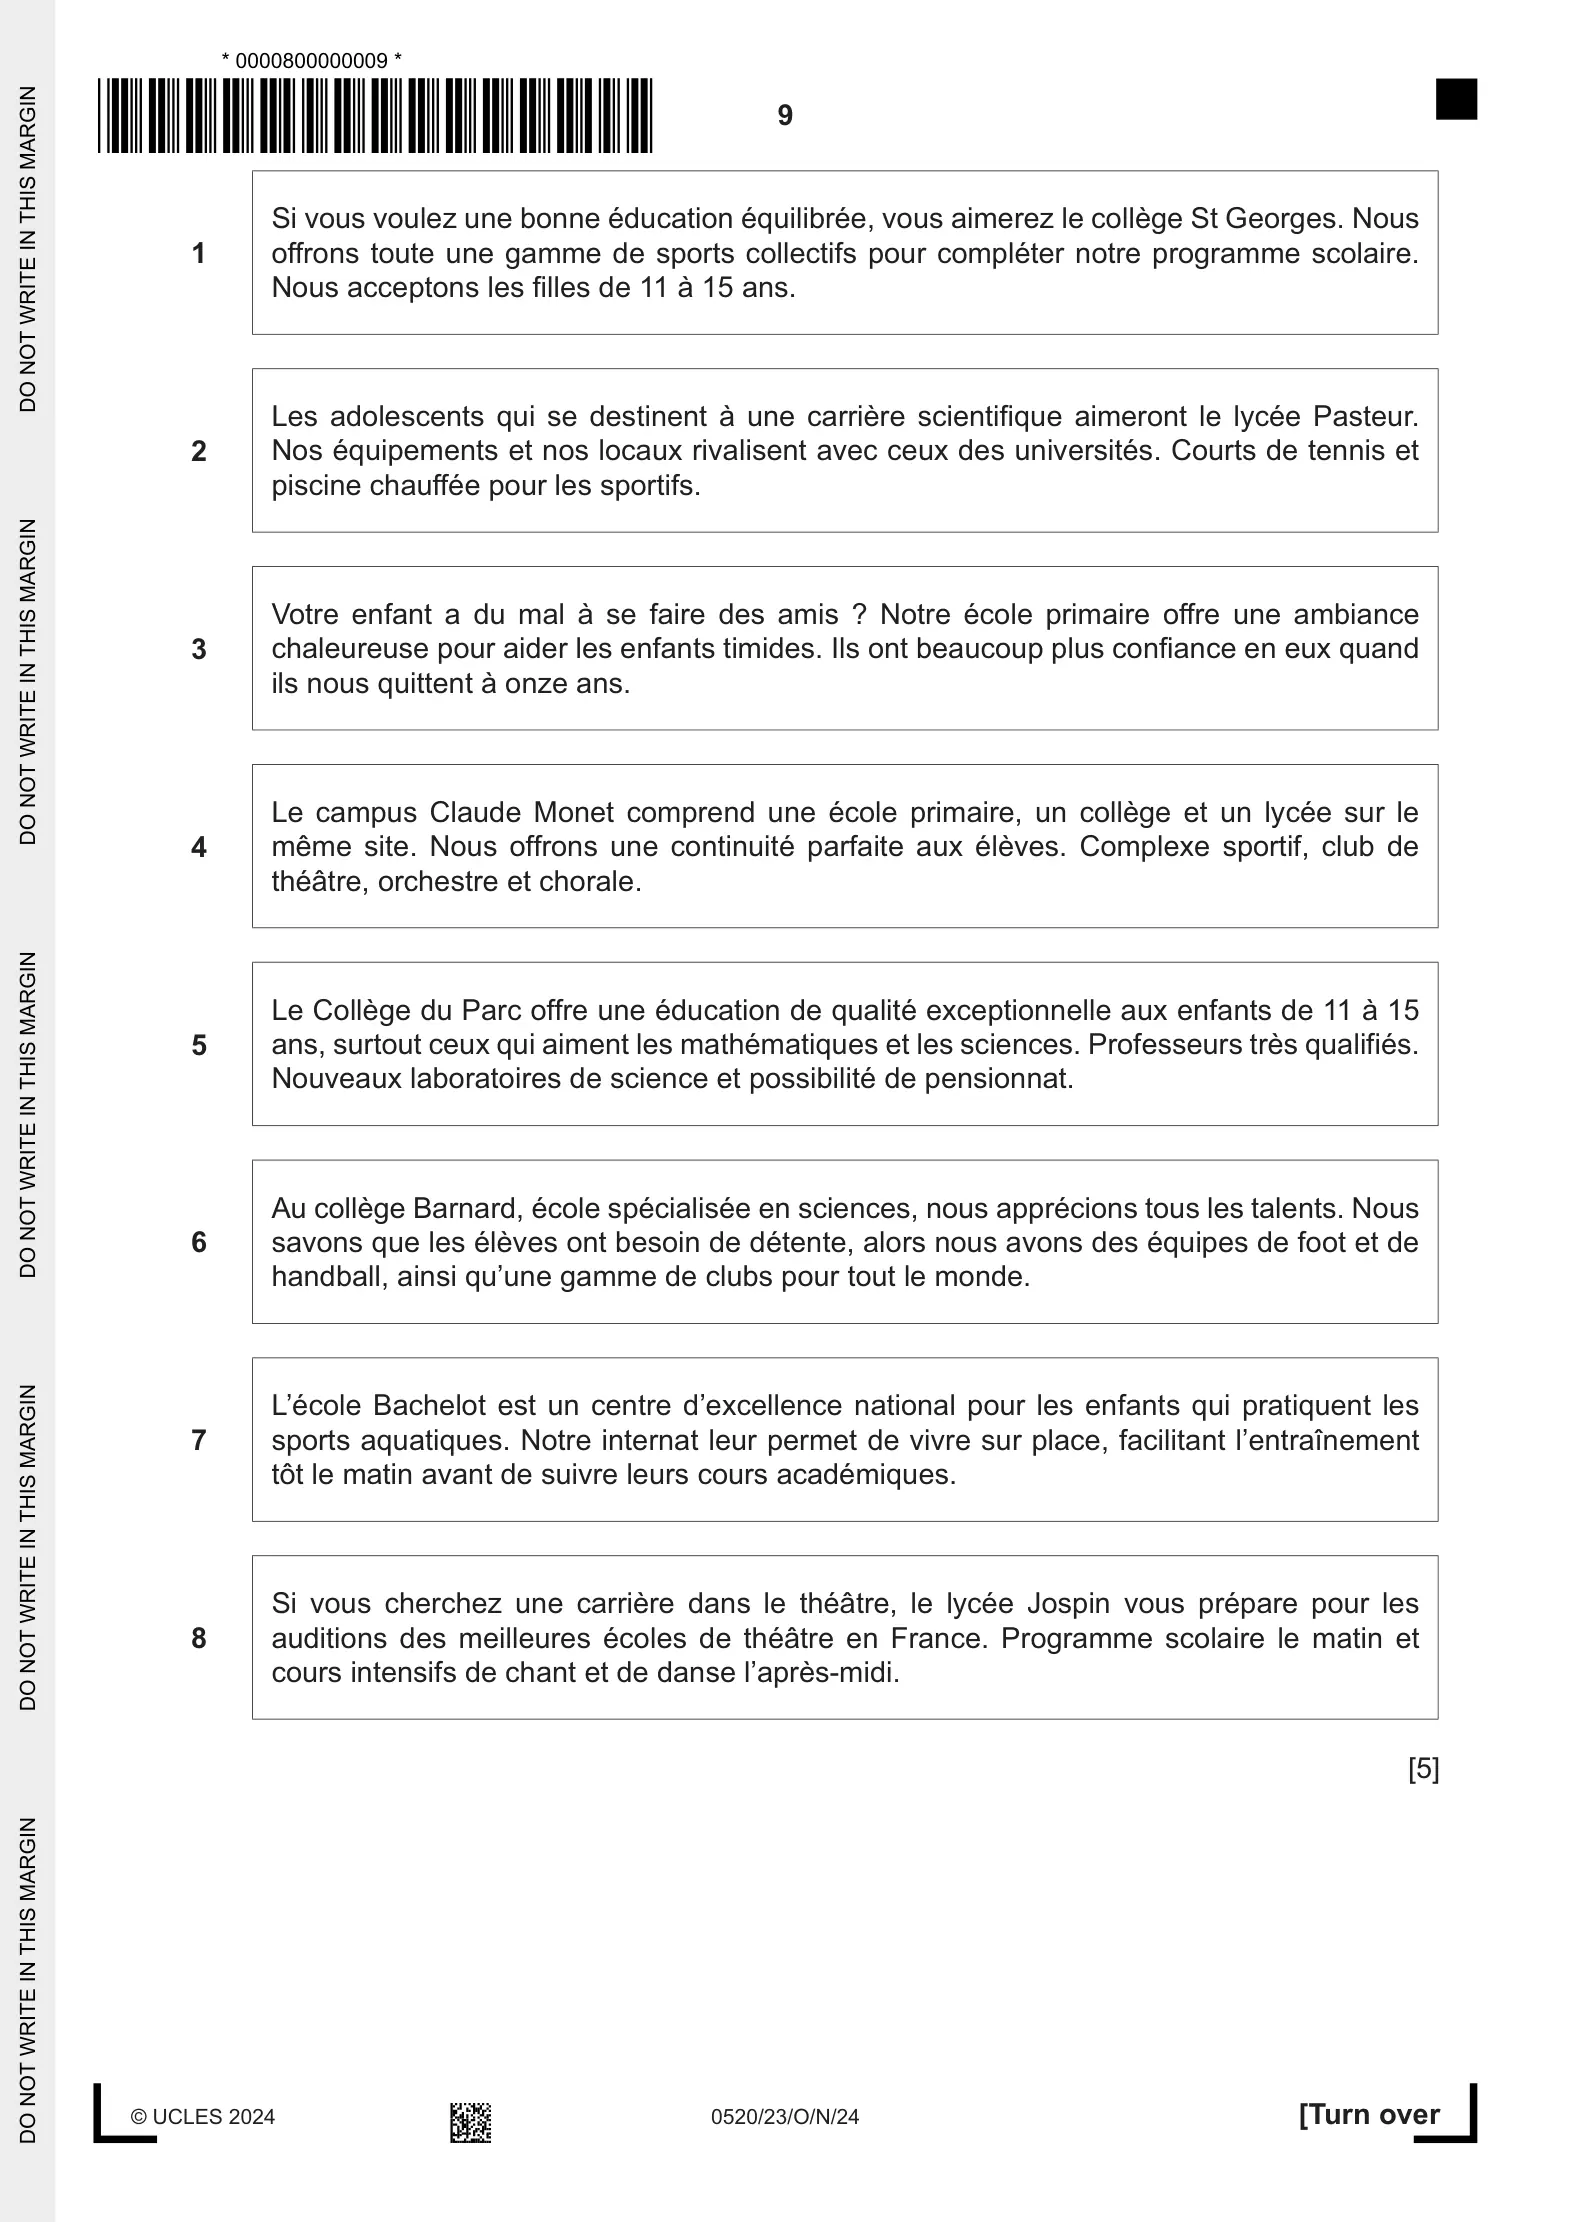 * 0000800000009 *
9
DO NOT WRITE IN THIS MARGIN
DO NOT WRITE IN THIS MARGIN
DO NOT WRITE IN THIS MARGIN
DO NOT WRITE IN THIS MARGIN
DO NOT WRITE IN THIS MARGIN
1
Si vous voulez une bonne éducation équilibrée, vous aimerez le collège St Georges. Nous
offrons toute une gamme de sports collectifs pour compléter notre programme scolaire.
Nous acceptons les filles de 11 à 15 ans.
2
Les adolescents qui se destinent à une carrière scientifique aimeront le lycée Pasteur.
Nos équipements et nos locaux rivalisent avec ceux des universités. Courts de tennis et
piscine chauffée pour les sportifs.
3
Votre enfant a du mal à se faire des amis ? Notre école primaire offre une ambiance
chaleureuse pour aider les enfants timides. Ils ont beaucoup plus confiance en eux quand
ils nous quittent à onze ans.
4
Le campus Claude Monet comprend une école primaire, un collège et un lycée sur le
même site. Nous offrons une continuité parfaite aux élèves. Complexe sportif, club de
théâtre, orchestre et chorale.
5
Le Collège du Parc offre une éducation de qualité exceptionnelle aux enfants de 11 à 15
ans, surtout ceux qui aiment les mathématiques et les sciences. Professeurs très qualifiés.
Nouveaux laboratoires de science et possibilité de pensionnat.
6
Au collège Barnard, école spécialisée en sciences, nous apprécions tous les talents. Nous
savons que les élèves ont besoin de détente, alors nous avons des équipes de foot et de
handball, ainsi qu’une gamme de clubs pour tout le monde.
7
L’école Bachelot est un centre d’excellence national pour les enfants qui pratiquent les
sports aquatiques. Notre internat leur permet de vivre sur place, facilitant l’entraînement
tôt le matin avant de suivre leurs cours académiques.
8
Si vous cherchez une carrière dans le théâtre, le lycée Jospin vous prépare pour les
auditions des meilleures écoles de théâtre en France. Programme scolaire le matin et
cours intensifs de chant et de danse l’après-midi.
[5]
© UCLES 2024
0520/23/O/N/24
[Turn over